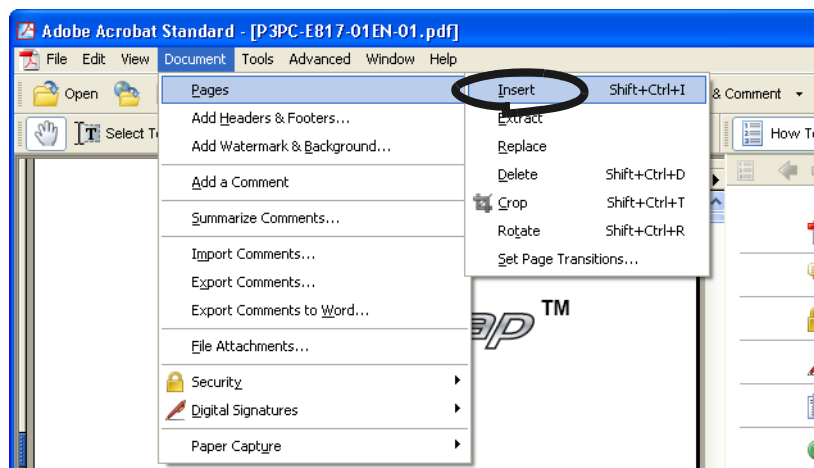 Adobe Acrobat Standard - [P3PC-E817-01EN-01.pdf]
File Edit View Document Tools Advanced Window Help
Open
& Comment
Select
How
Pages
Add Headers & Footers...
Add Watermark & Background...
Add a Comment
Summarize Comments...
Import Comments...
Export Comments...
Export Comments to Word...
File Attachments...
Security
Digital Signatures
Paper Capture
Insert Shift+Ctrl+I
Extract
Replace
Delete Shift+Ctrl+D
Crop Shift+Ctrl+T
Rotate Shift+Ctrl+R
Set Page Transitions...
ap™